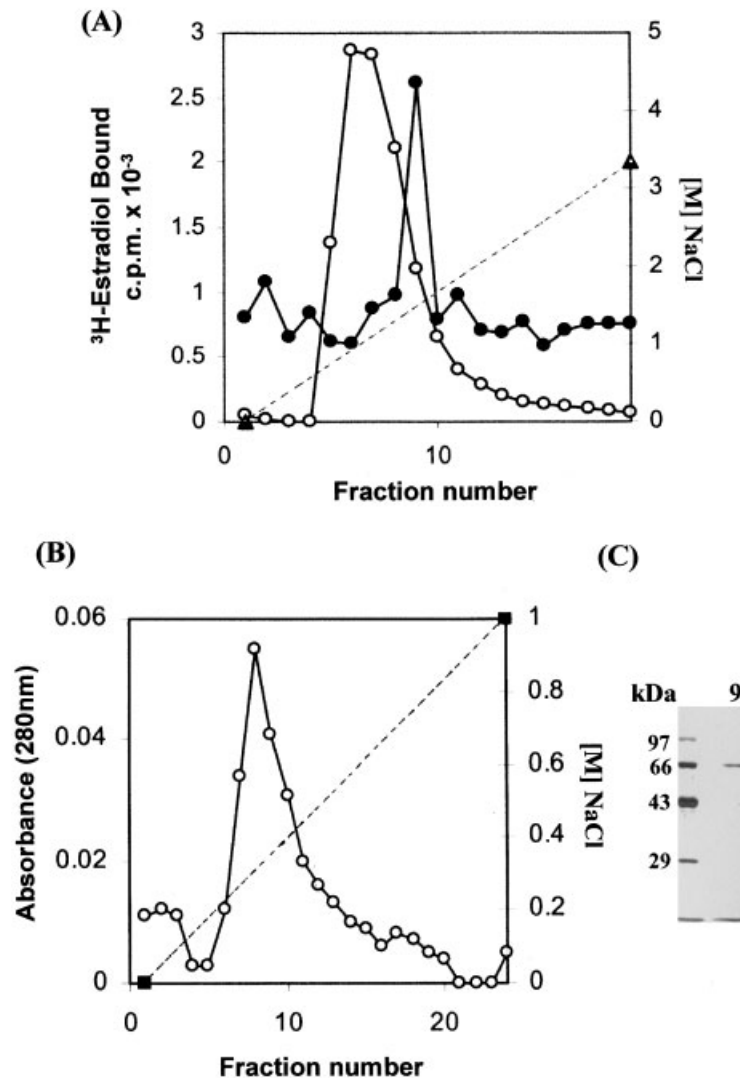 (A)
3
2.5
2
1.5
1
0.5
0
5
4
3
2
1
0
³H-Estradiol Bound
c.p.m. x 10⁻³
[M] NaCl
0
10
Fraction number
(B)
0.06
0.04
0.02
0
1
0.8
0.6
0.4
0.2
0
Absorbance (280nm)
[M] NaCl
0
10
20
Fraction number
(C)
kDa 9
97
66
43
29